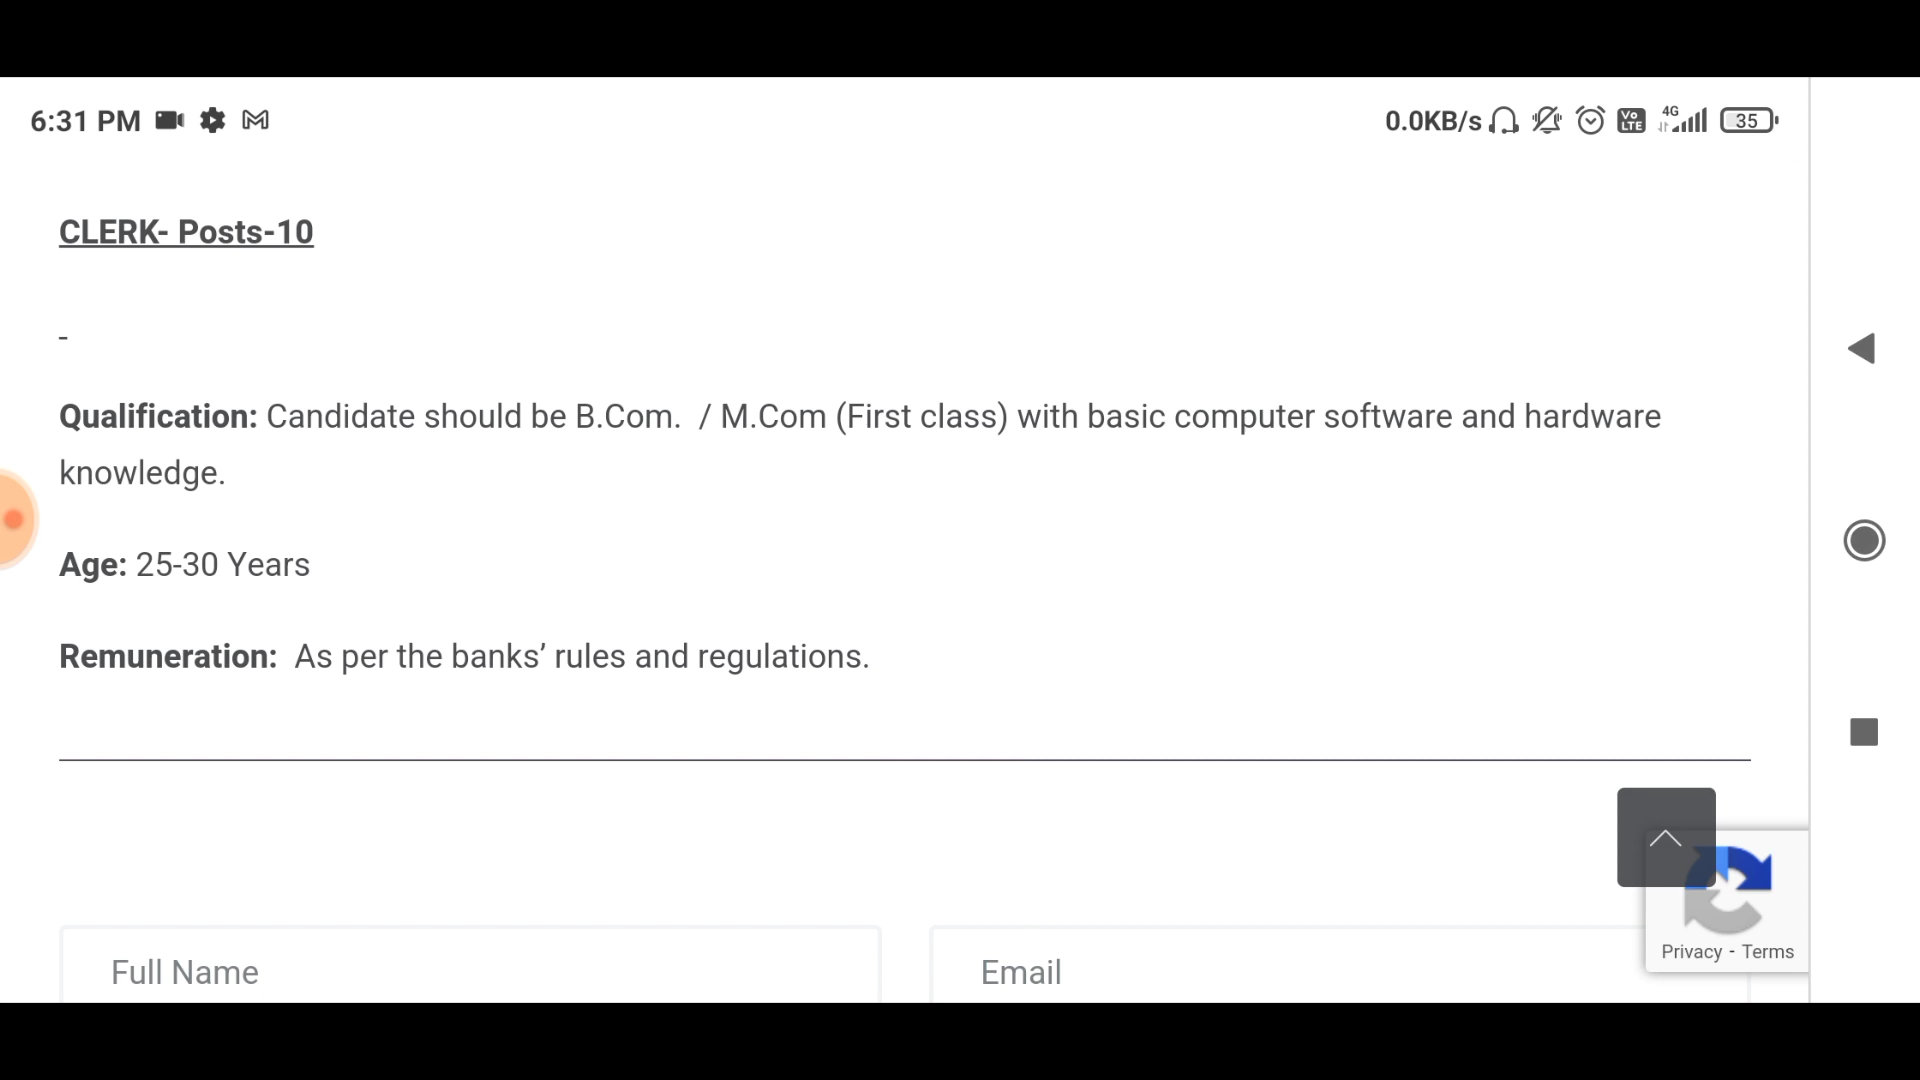 6:31 PM 0.0KB/s Vo LTE 4G 35
CLERK- Posts-10
-
Qualification: Candidate should be B.Com.  / M.Com (First class) with basic computer software and hardware
knowledge.
Age: 25-30 Years
Remuneration:  As per the banks’ rules and regulations.
Full Name Email
Privacy - Terms